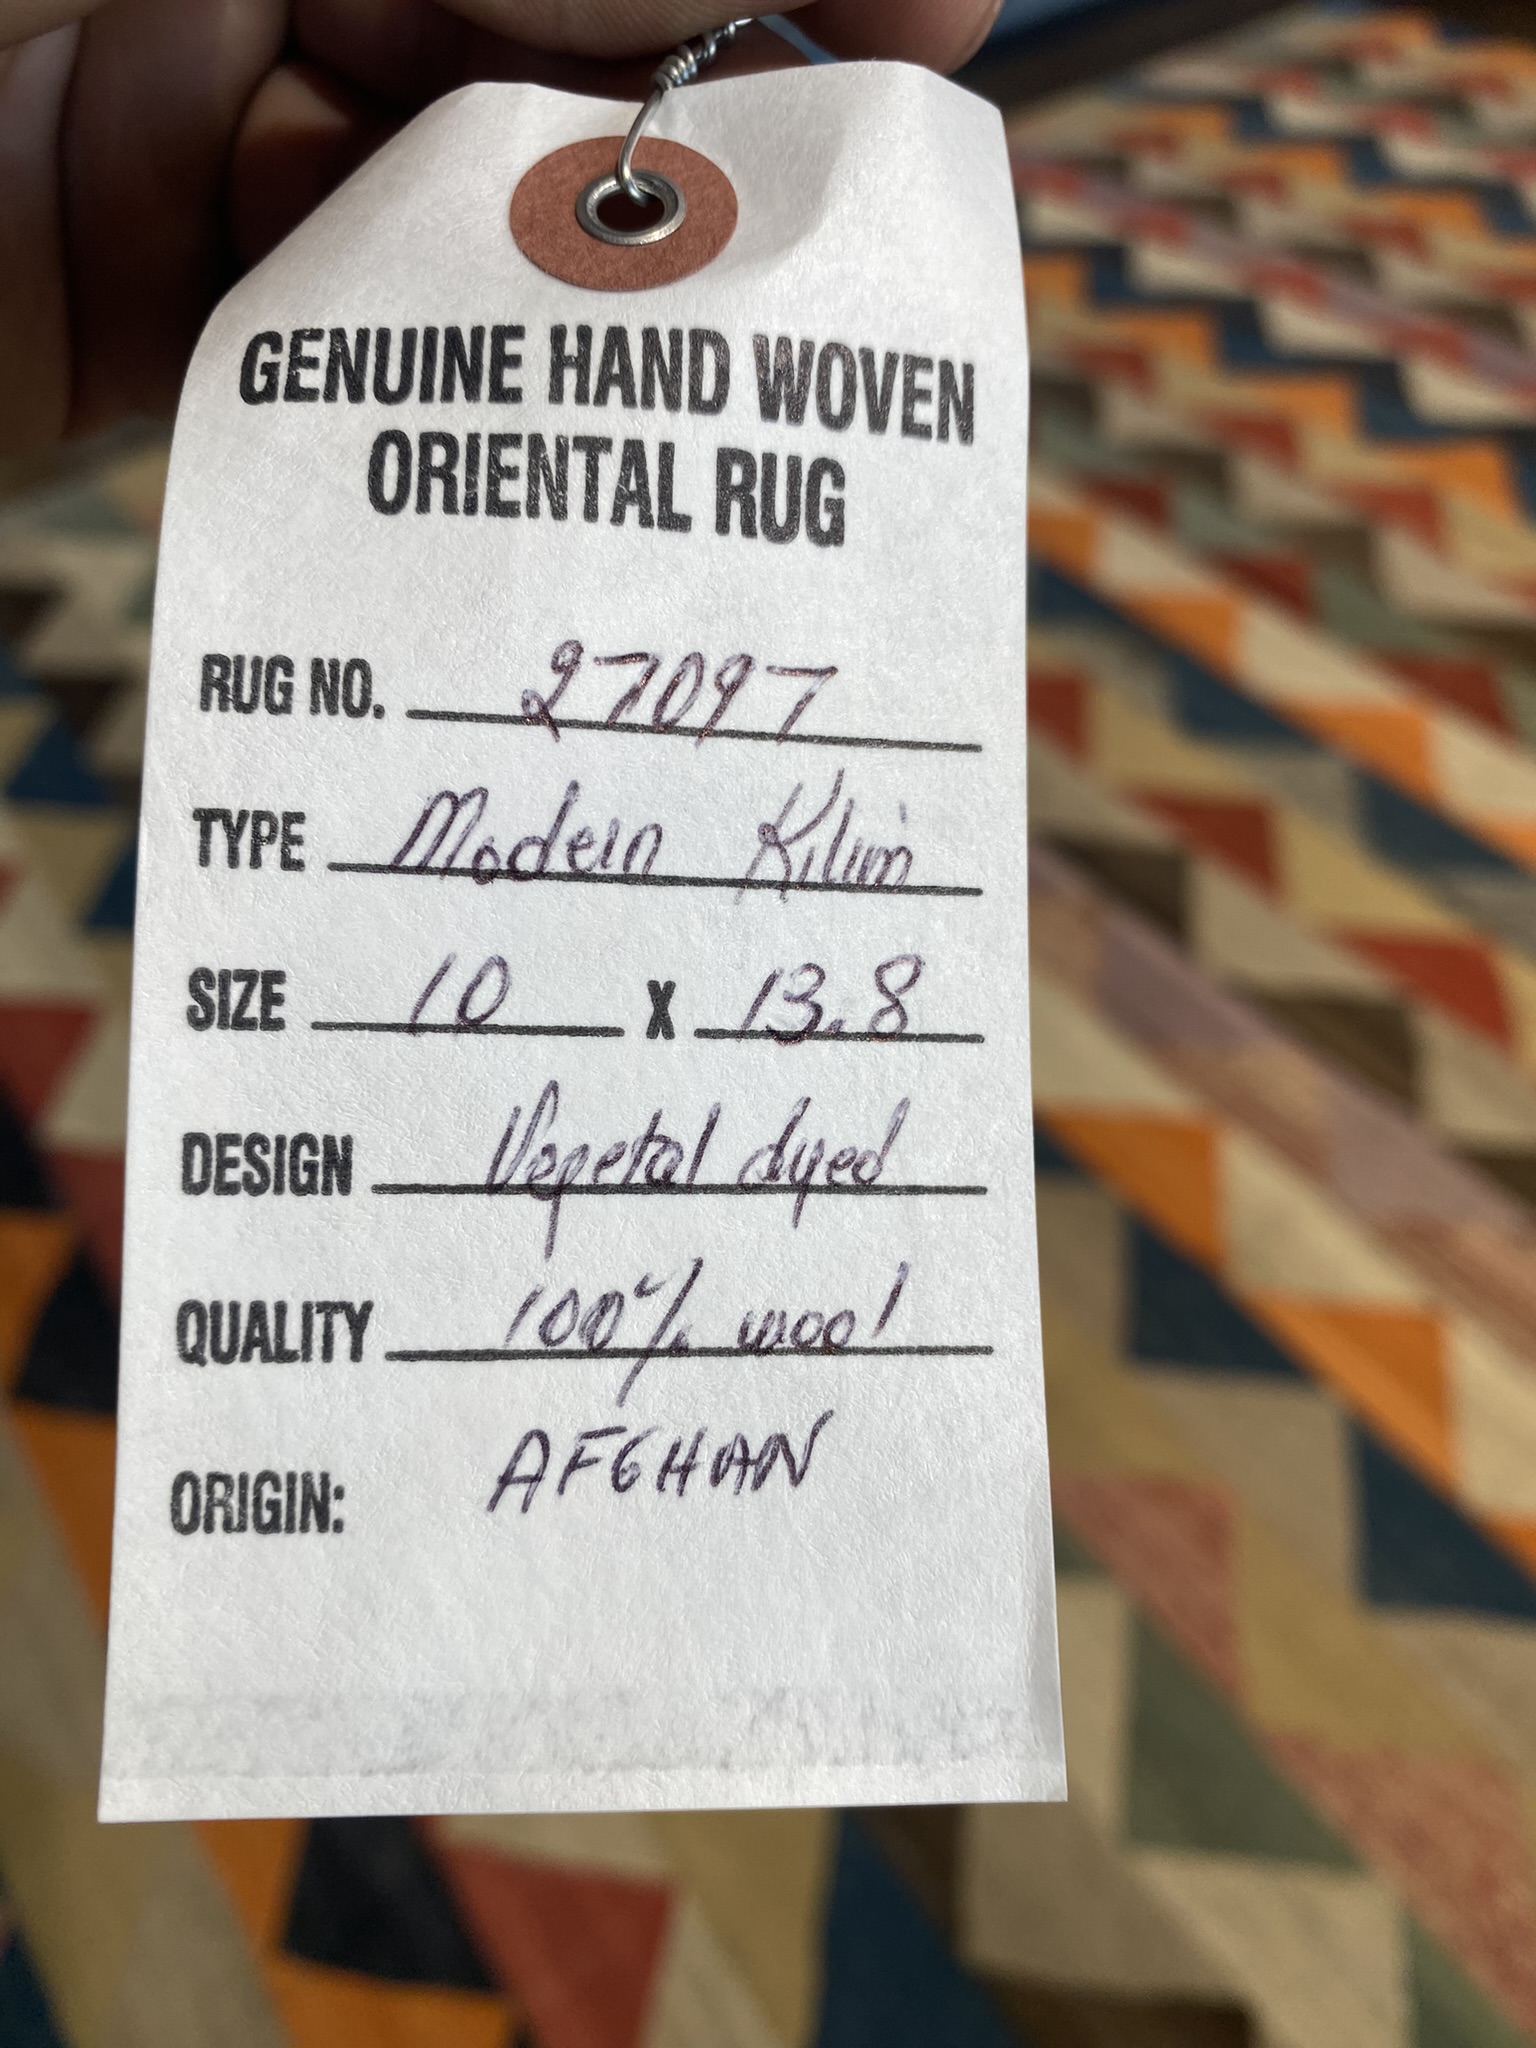 GENUINE HAND WOVEN
ORIENTAL RUG
RUG NO. 27097
TYPE Modern Kilim
SIZE 10 X 13.8
DESIGN Vegetal dyed
QUALITY 100% wool
ORIGIN: AFGHAN